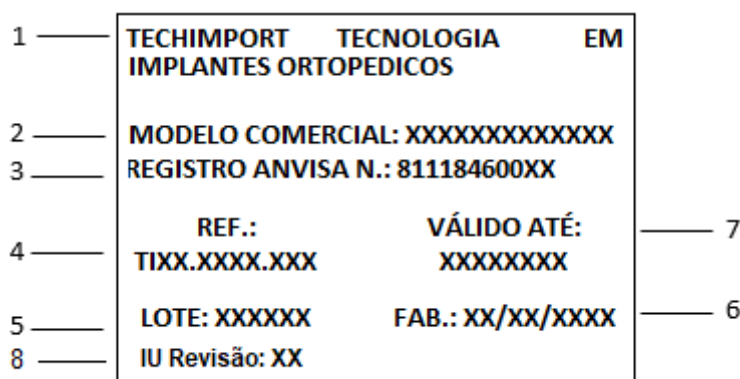 1 TECHIMPORT TECNOLOGIA EM
IMPLANTES ORTOPEDICOS
2 MODELO COMERCIAL: XXXXXXXXXXXXX
3 REGISTRO ANVISA N.: 811184600XX
REF.: VÁLIDO ATÉ: 7
4 TIXX.XXXX.XXX XXXXXXXX
5 LOTE: XXXXXX FAB.: XX/XX/XXXX 6
8 IU Revisão: XX